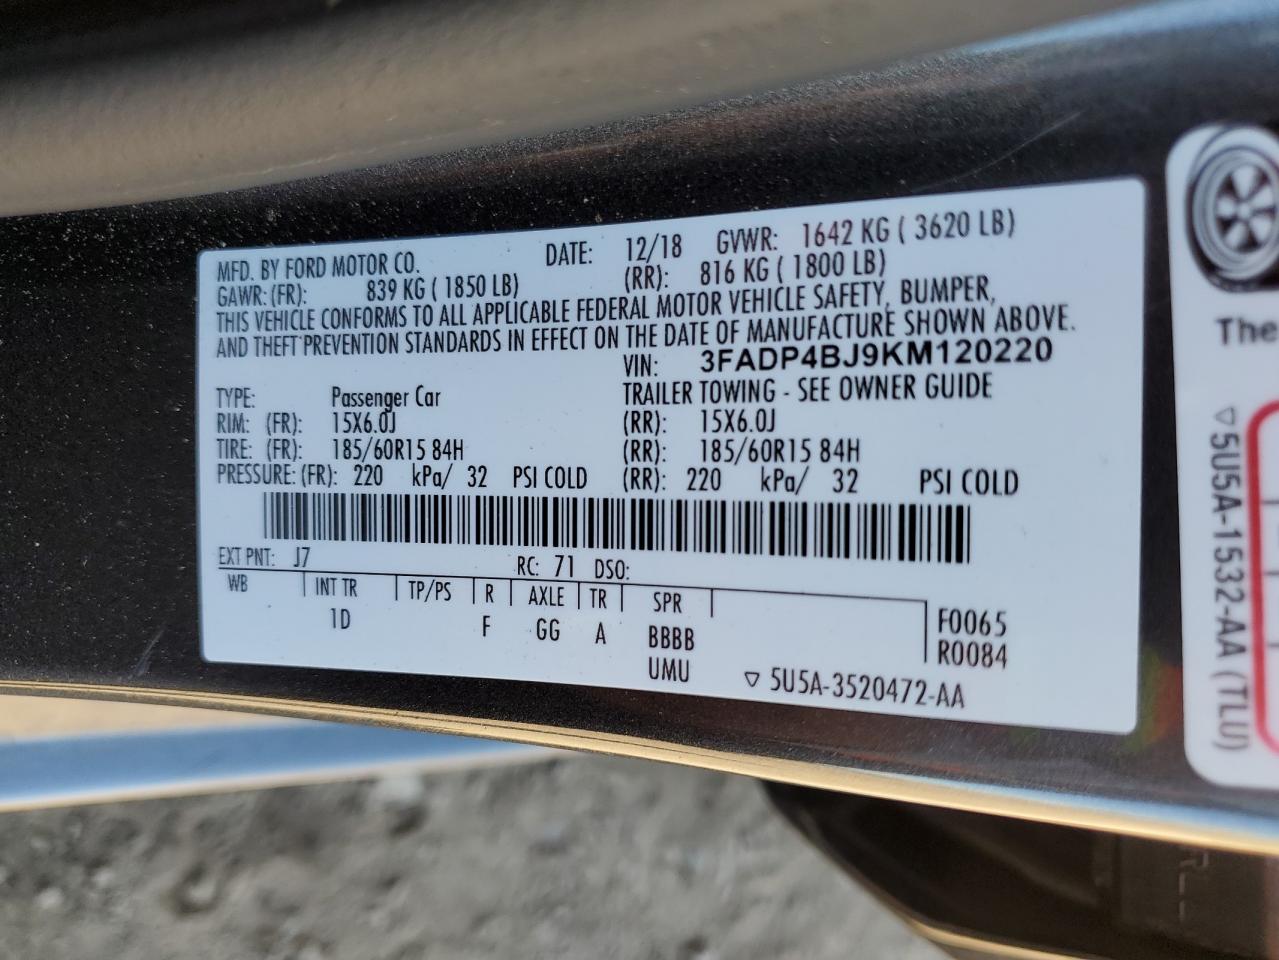 MFD. BY FORD MOTOR CO. DATE: 12/18 GVWR: 1642 KG ( 3620 LB)
GAWR: (FR): 839 KG ( 1850 LB) (RR): 816 KG ( 1800 LB)
THIS VEHICLE CONFORMS TO ALL APPLICABLE FEDERAL MOTOR VEHICLE SAFETY, BUMPER,
AND THEFT PREVENTION STANDARDS IN EFFECT ON THE DATE OF MANUFACTURE SHOWN ABOVE.
VIN: 3FADP4BJ9KM120220
TYPE: Passenger Car TRAILER TOWING - SEE OWNER GUIDE
RIM: (FR): 15X6.0J (RR): 15X6.0J
TIRE: (FR): 185/60R15 84H (RR): 185/60R15 84H
PRESSURE: (FR): 220 kPa/ 32 PSI COLD (RR): 220 kPa/ 32 PSI COLD
EXT PNT: J7 RC: 71 DSO:
WB INT TR TP/PS R AXLE TR SPR
1D F GG A BBBB F0065
UMU R0084
▽ 5U5A-3520472-AA
The
▽ 5U5A-1532-AA (TLU)